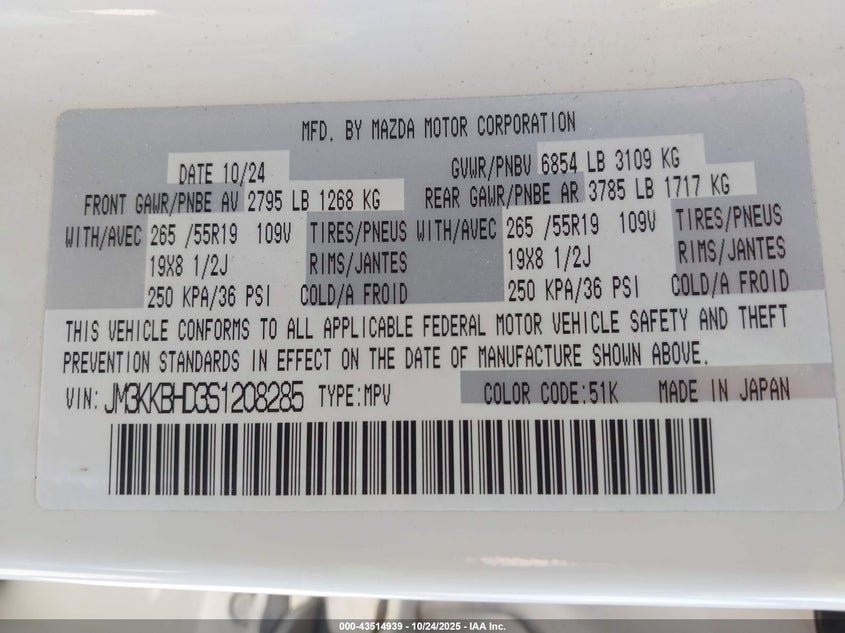 MFD. BY MAZDA MOTOR CORPORATION
DATE 10/24 GVWR/PNBV 6854 LB 3109 KG
FRONT GAWR/PNBE AV 2795 LB 1268 KG REAR GAWR/PNBE AR 3785 LB 1717 KG
WITH/AVEC 265 /55R19 109V TIRES/PNEUS WITH/AVEC 265 /55R19 109V TIRES/PNEUS
19X8 1/2J RIMS/JANTES 19X8 1/2J RIMS/JANTES
250 KPA/36 PSI COLD/A FROID 250 KPA/36 PSI COLD/A FROID
THIS VEHICLE CONFORMS TO ALL APPLICABLE FEDERAL MOTOR VEHICLE SAFETY AND THEFT
PREVENTION STANDARDS IN EFFECT ON THE DATE OF MANUFACTURE SHOWN ABOVE.
VIN: JM3KKBHD3S1208285 TYPE:MPV COLOR CODE:51K MADE IN JAPAN
000-43514939 - 10/24/2025 - IAA Inc.